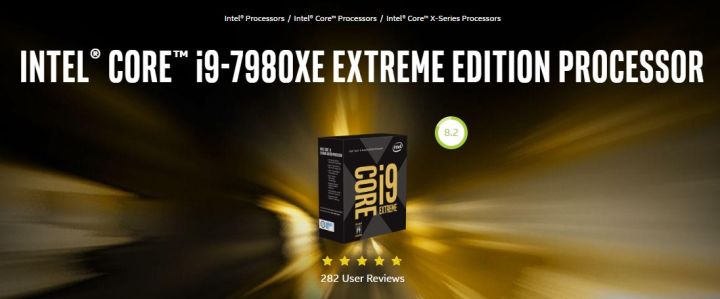 Intel® Processors / Intel® Core™ Processors / Intel® Core™ X-Series Processors
INTEL® CORE™ i9-7980XE EXTREME EDITION PROCESSOR
8.2
intel
CORE
i9
EXTREME
282 User Reviews